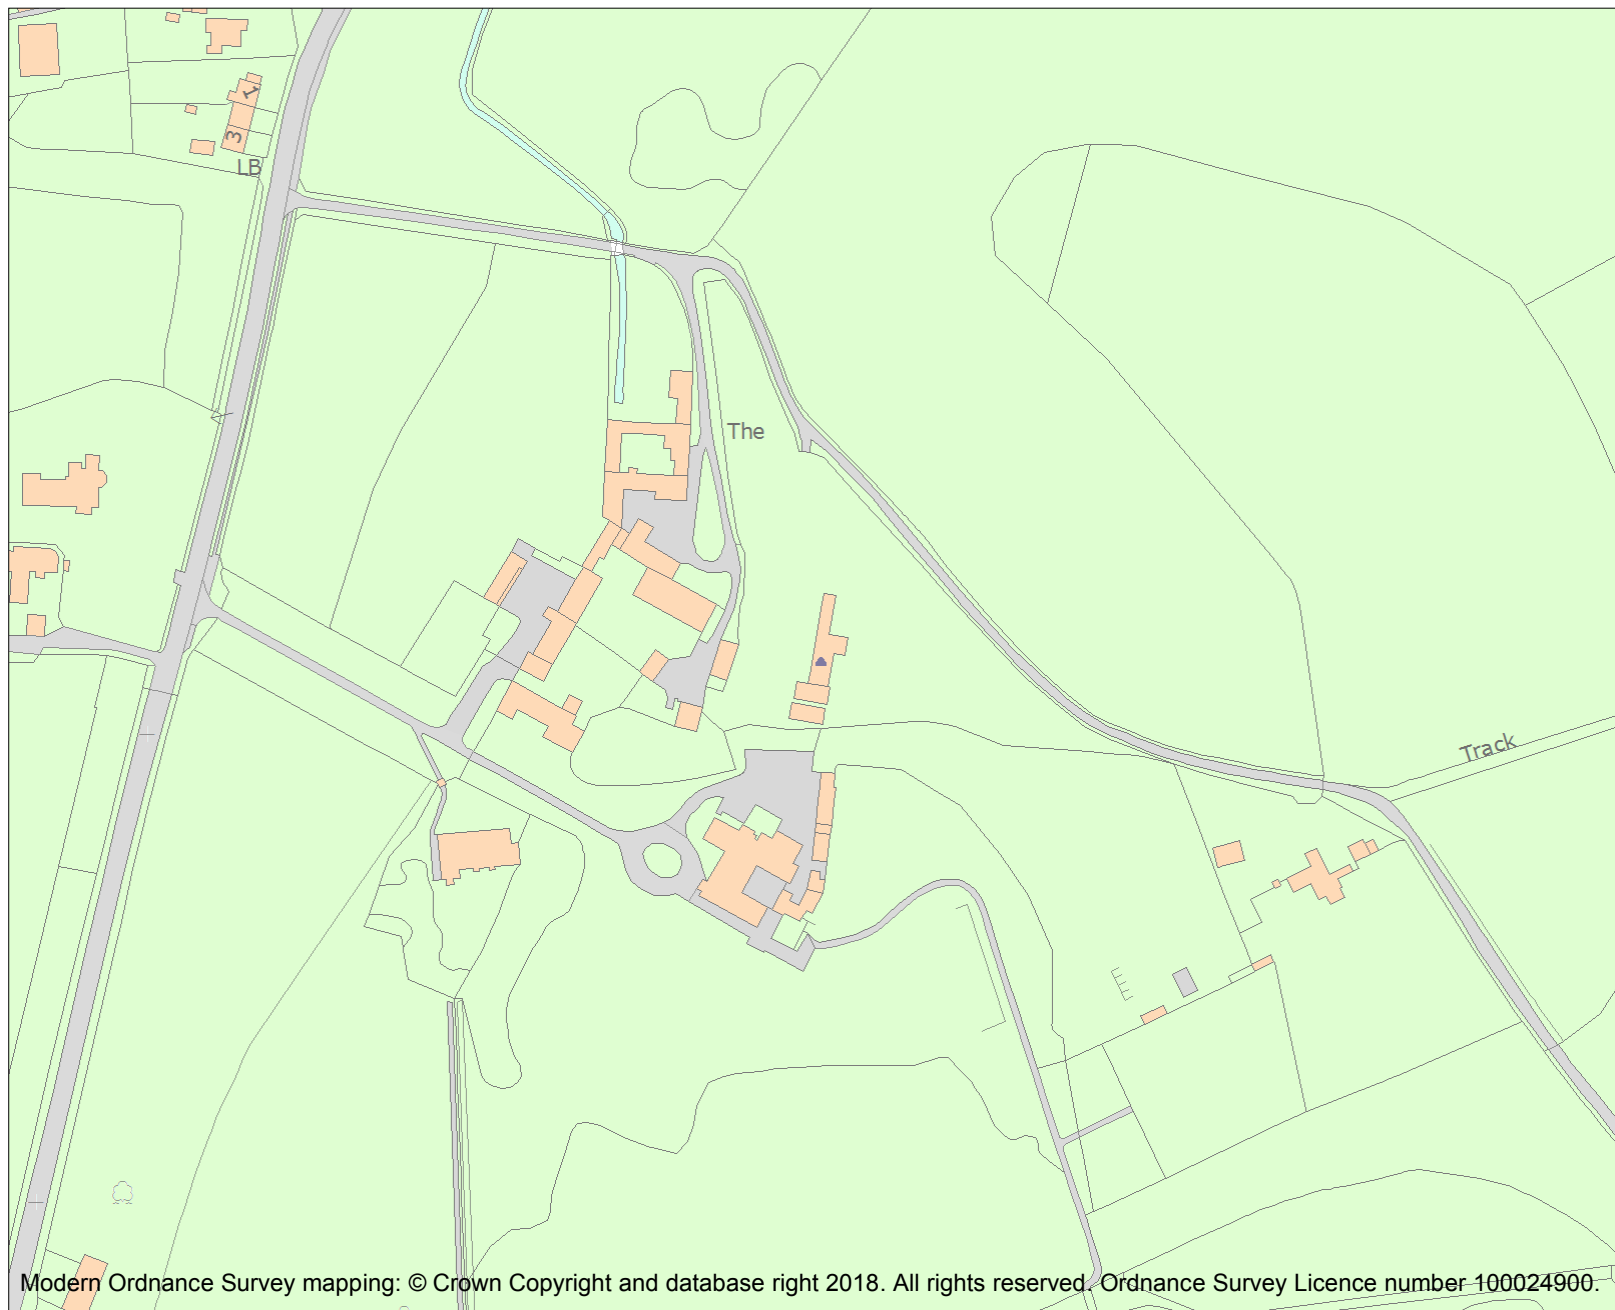 1
3
LB
The
Track
Modern Ordnance Survey mapping: © Crown Copyright and database right 2018. All rights reserved. Ordnance Survey Licence number 100024900.